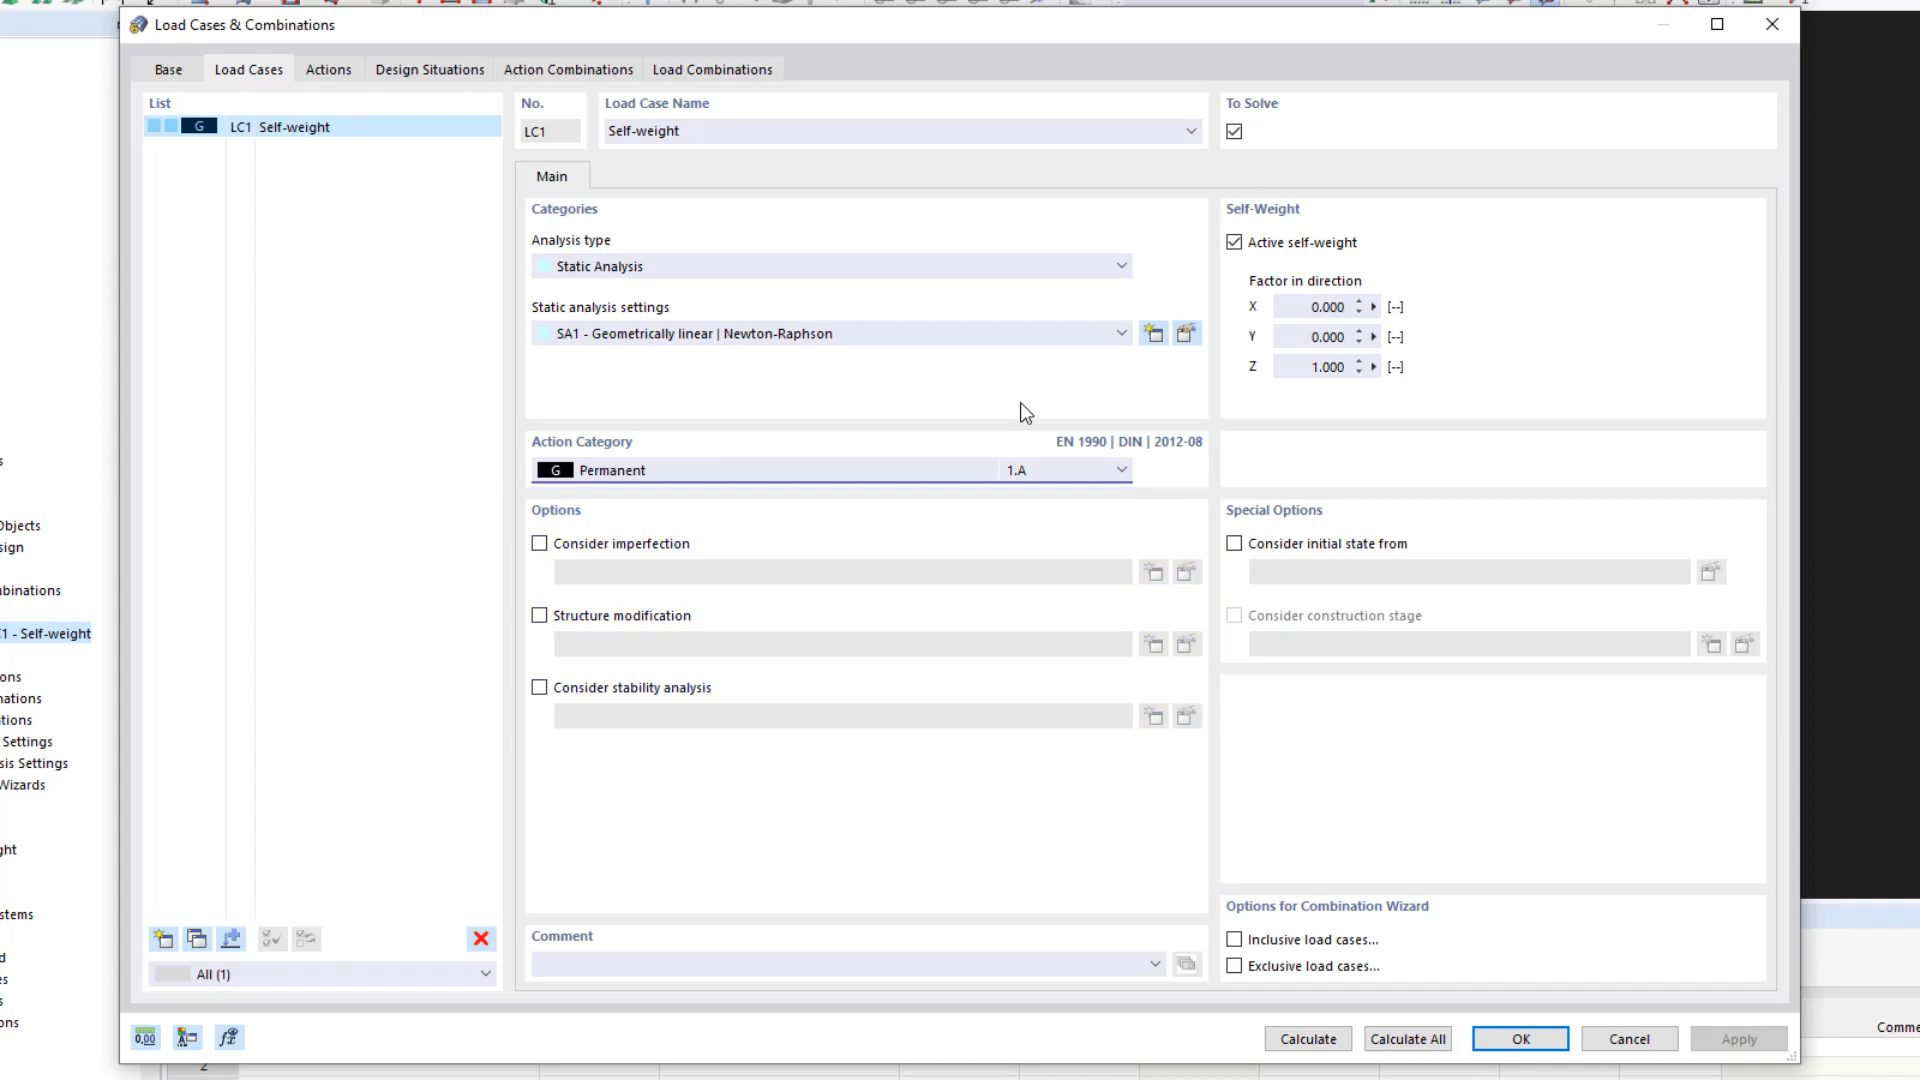 Load Cases & Combinations
Base
Load Cases
Actions
Design Situations
Action Combinations
Load Combinations
List
G LC1 Self-weight
All (1)
No.
LC1
Load Case Name
Self-weight
To Solve
Main
Categories
Analysis type
Static Analysis
Static analysis settings
SA1 - Geometrically linear | Newton-Raphson
Self-Weight
Active self-weight
Factor in direction
X 0.000 [--]
Y 0.000 [--]
Z 1.000 [--]
Action Category EN 1990 | DIN | 2012-08
G Permanent 1.A
Options
Consider imperfection
Structure modification
Consider stability analysis
Special Options
Consider initial state from
Consider construction stage
Options for Combination Wizard
Inclusive load cases...
Exclusive load cases...
Comment
0,00
Calculate
Calculate All
OK
Cancel
Apply
s
Objects
sign
nbinations
C1 - Self-weight
ons
nations
tions
Settings
sis Settings
Wizards
ght
stems
d
es
s
ons
2
Comme